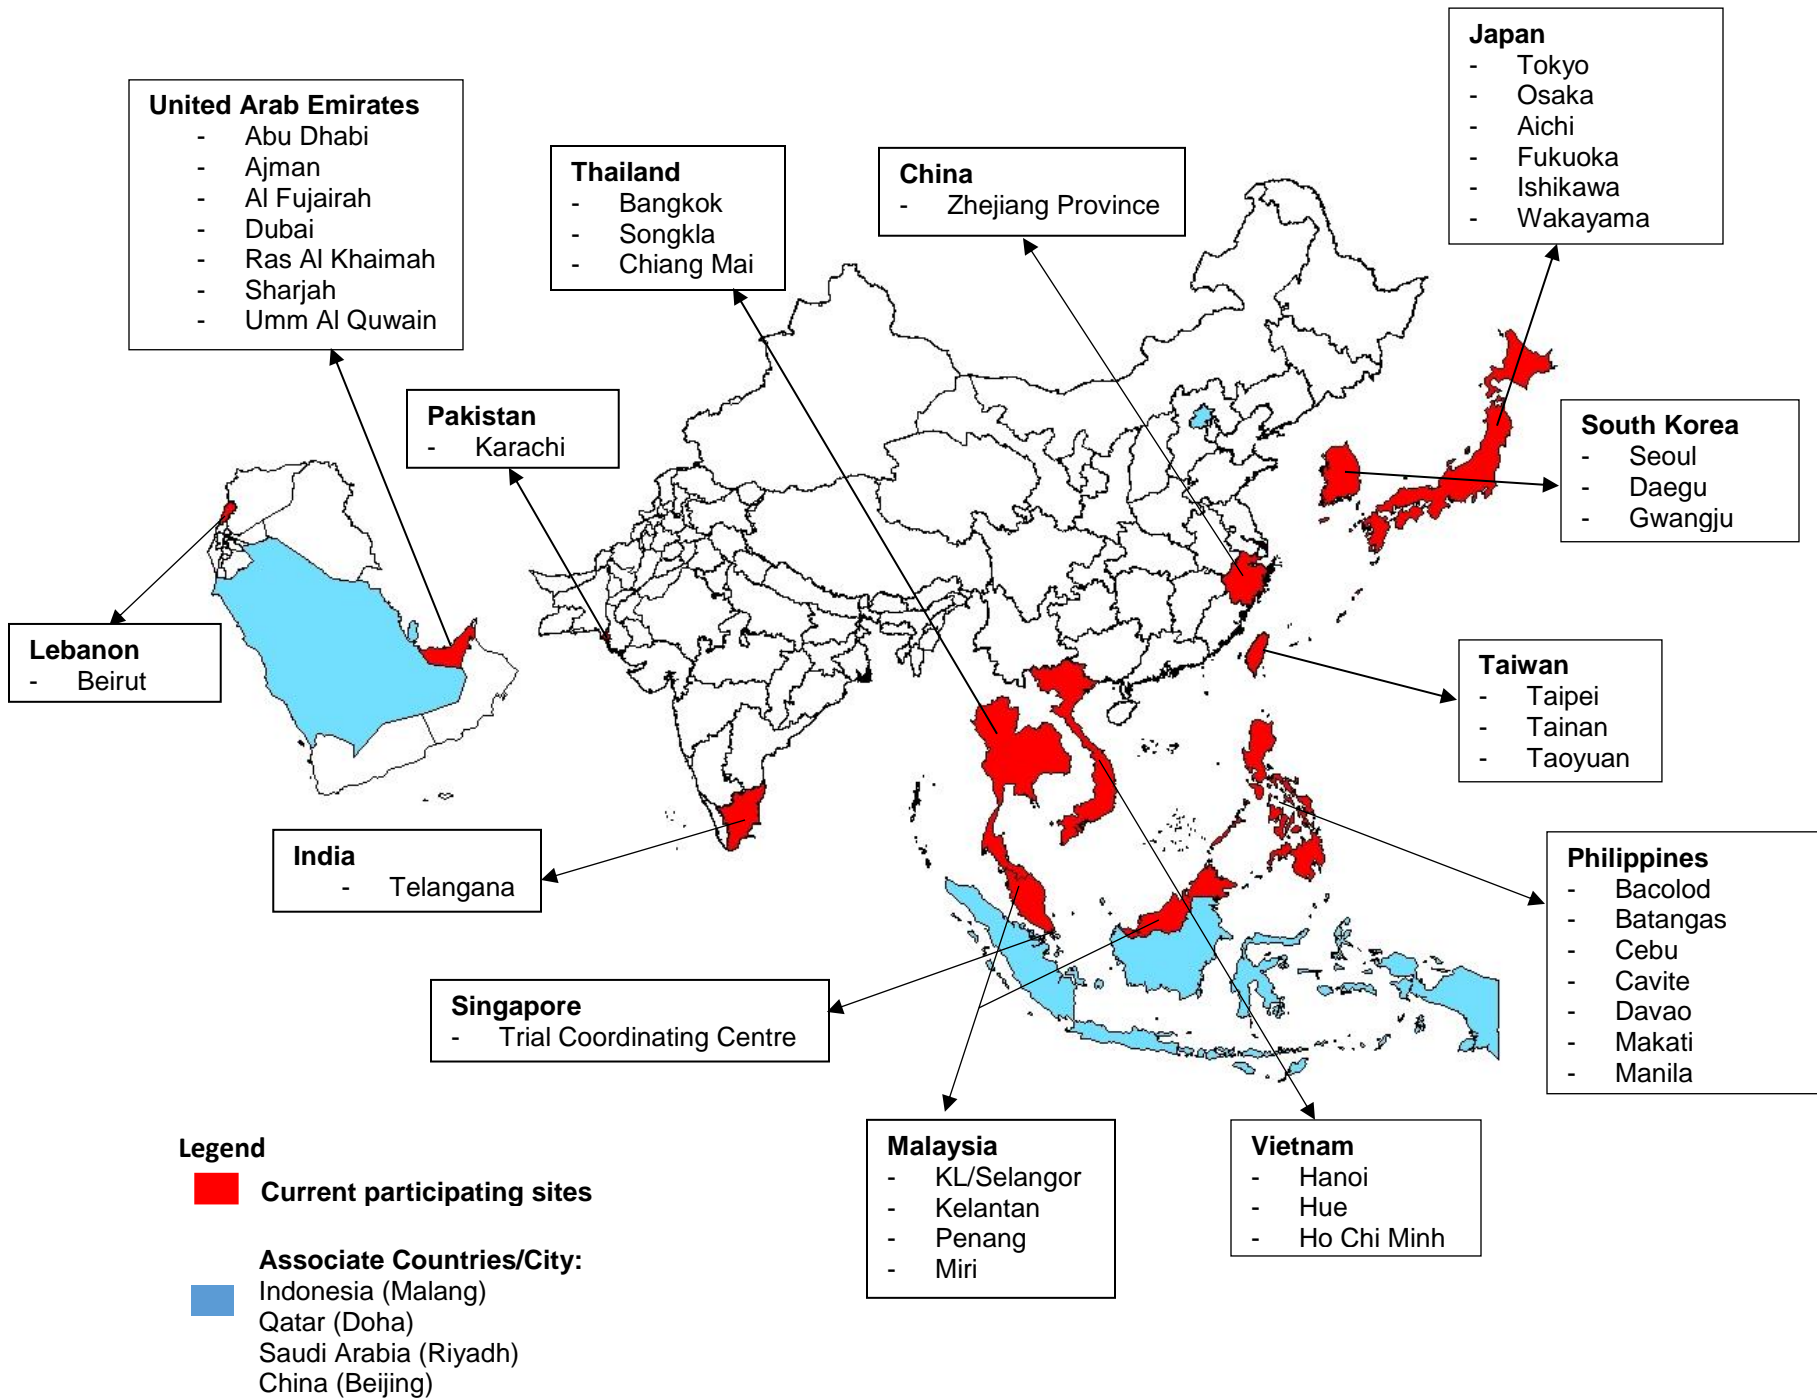 Japan
- Tokyo
- Osaka
- Aichi
- Fukuoka
- Ishikawa
- Wakayama
United Arab Emirates
- Abu Dhabi
- Ajman
- Al Fujairah
- Dubai
- Ras Al Khaimah
- Sharjah
- Umm Al Quwain
Thailand
- Bangkok
- Songkla
- Chiang Mai
China
- Zhejiang Province
Pakistan
- Karachi
South Korea
- Seoul
- Daegu
- Gwangju
Lebanon
- Beirut
Taiwan
- Taipei
- Tainan
- Taoyuan
India
- Telangana
Philippines
- Bacolod
- Batangas
- Cebu
- Cavite
- Davao
- Makati
- Manila
Singapore
- Trial Coordinating Centre
Malaysia
- KL/Selangor
- Kelantan
- Penang
- Miri
Vietnam
- Hanoi
- Hue
- Ho Chi Minh
Legend
Current participating sites
Associate Countries/City:
Indonesia (Malang)
Qatar (Doha)
Saudi Arabia (Riyadh)
China (Beijing)